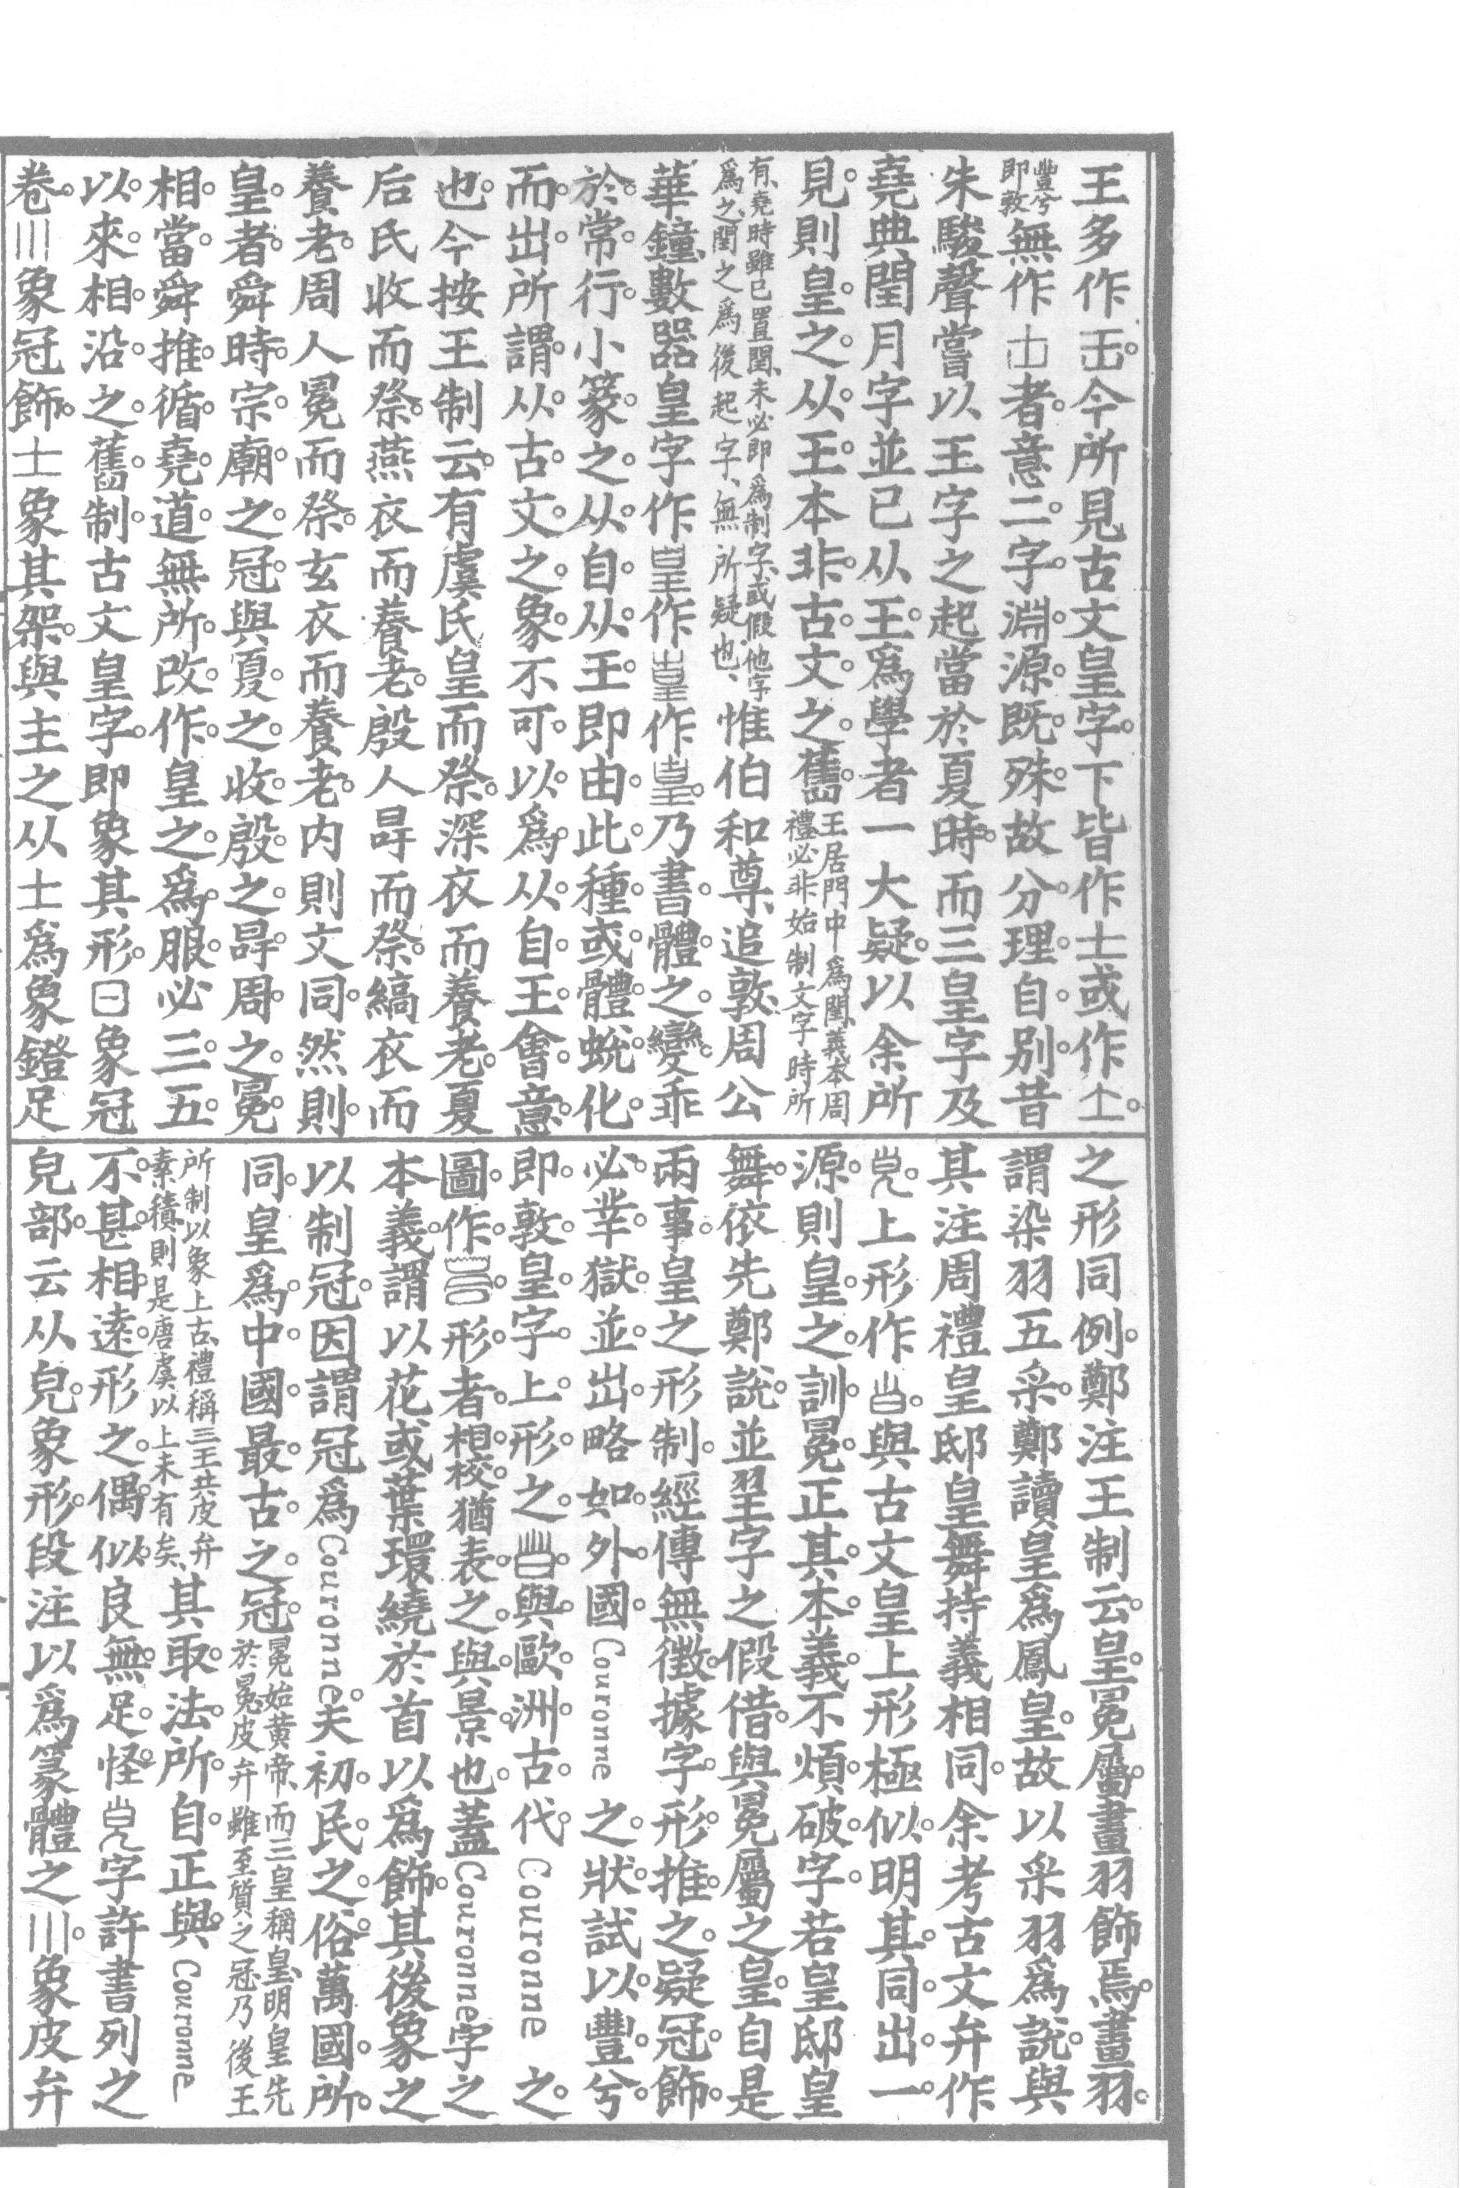 王多作𤣩。今所見古文皇字。下皆作士或作⼟。
豐兮即敦無作士者。意二字。淵源既殊。故分理自別。昔
朱駿聲嘗以王字之起當於夏時。而三皇字及
堯典閏月字並已从王。爲學者一大疑。以余所
見。則皇之从王。本非古文之舊。王居門中爲閏、義本周禮、必非始制文字時所
有、堯時雖已置閏、未必即爲制字、或假他字爲之、閏之爲後起字、無所疑也、惟伯和尊追敦周公
華鐘數器皇字作皇作皇作皇。乃書體之變。乖
於常行。小篆之从自从王。即由此種或體蛻化
而出。所謂从古文之象不可以爲从自王會意
也。今按王制云。有虞氏皇而祭。深衣而養老。夏
后氏收而祭。燕衣而養老。殷人冔而祭。縞衣而
養老。周人冕而祭。玄衣而養老。内則文同。然則
皇者。舜時宗廟之冠。與夏之收。殷之冔。周之冕
相當。舜推循堯道。無所改作。皇之爲服。必三五
以來。相沿之舊制。古文皇字。即象其形。曰象冠
卷。川象冠飾。士象其架。與主之从士爲象鐙足
之形同例。鄭注王制云。皇。冕屬。畫羽飾焉。畫羽。
謂染羽五采。鄭讀皇爲鳳皇。故以采羽爲說。與
其注周禮皇邸皇舞持義相同。余考古文弁作
皃。上形作白。與古文皇上形極似。明其同出一
源。則皇之訓冕。正其本義。不煩破字。若皇邸皇
舞。依先鄭說並翌字之假借。與冕屬之皇。自是
兩事。皇之形制。經傳無徵。據字形推之。疑冠飾
必丵嶽並出。略如外國Couronne之狀。試以豐兮。
即敦皇字上形之𦥑。與歐洲古代Couronne之
圖作形者。相校。猶表之與景也。蓋Couronne字之
本義。謂以花或葉環繞於首以爲飾。其後象之
以制冠。因謂冠爲Couronne。夫初民之俗。萬國所
同。皇爲中國最古之冠。冕始黄帝、而三皇稱皇、明皇先於冕、皮弁雖至質之冠、乃後王
所制以象上古、禮稱三王共皮弁素積、則是唐虞以上未有矣、其取法所自。正與Couronne
不甚相遠。形之偶似。良無足怪。皃字許書列之
皃部。云从皃。象形。段注以爲篆體之川。象皮弁